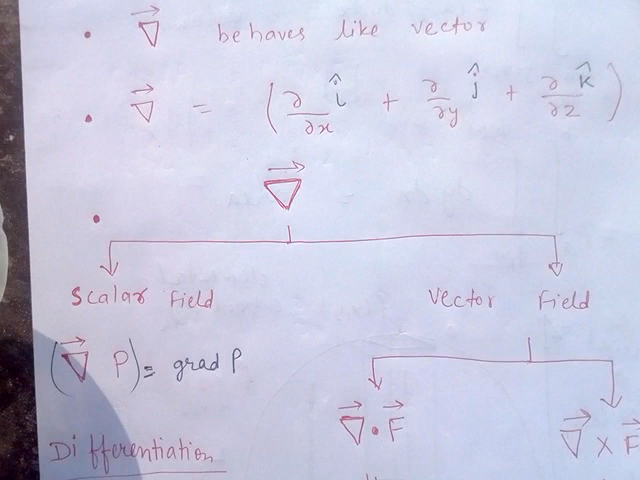 • ∇⃗ behaves like vector
• ∇⃗ = (∂/∂x î + ∂/∂y ĵ + ∂/∂z k̂)
• ∇⃗
Scalar Field Vector Field
(∇⃗ P) = grad P
∇⃗ • F⃗ ∇⃗ X F⃗
Differentiation